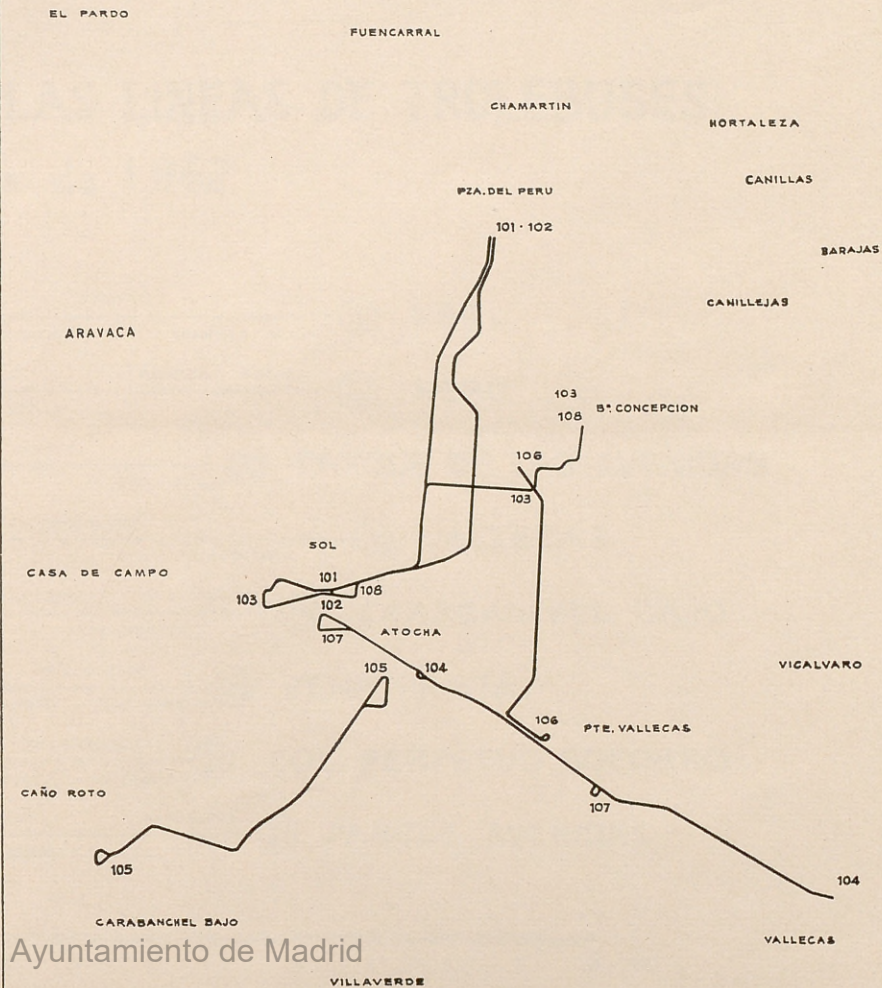 EL PARDO
FUENCARRAL
CHAMARTIN
HORTALEZA
CANILLAS
PZA. DEL PERU
101 · 102
BARAJAS
CANILLEJAS
ARAVACA
103
108
Bº. CONCEPCION
106
103
SOL
CASA DE CAMPO
101
108
103
102
107
ATOCHA
105
104
VICALVARO
106
PTE. VALLECAS
CAÑO ROTO
107
105
104
CARABANCHEL BAJO
VALLECAS
Ayuntamiento de Madrid
VILLAVERDE